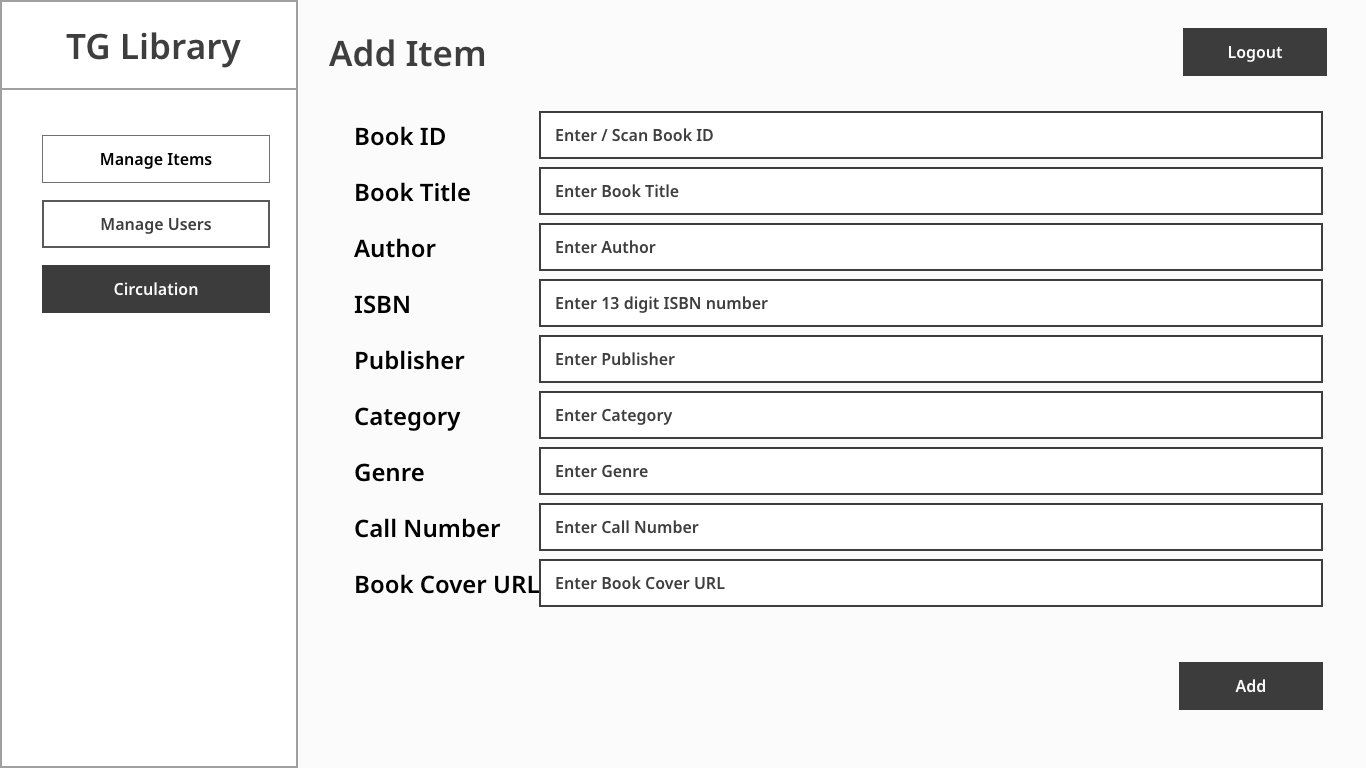 TG Library
Add Item
Logout
Manage Items
Manage Users
Circulation
Book ID
Enter / Scan Book ID
Book Title
Enter Book Title
Author
Enter Author
ISBN
Enter 13 digit ISBN number
Publisher
Enter Publisher
Category
Enter Category
Genre
Enter Genre
Call Number
Enter Call Number
Book Cover URL
Enter Book Cover URL
Add